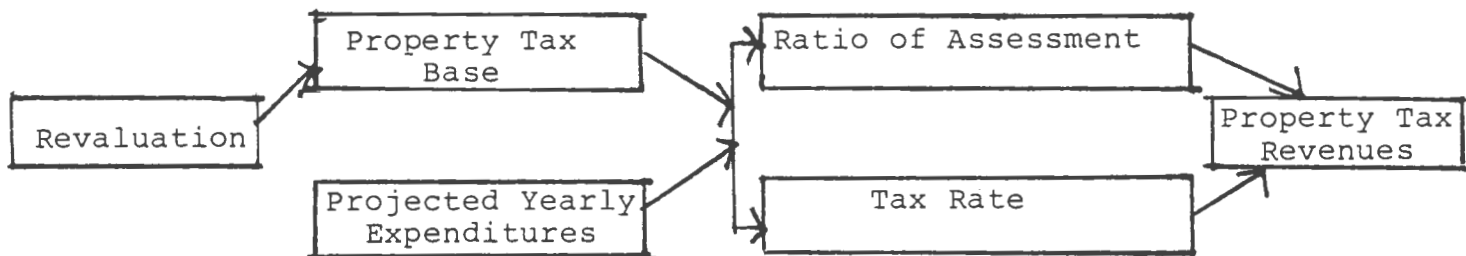 Revaluation
Property Tax
Base
Projected Yearly
Expenditures
Ratio of Assessment
Tax Rate
Property Tax
Revenues